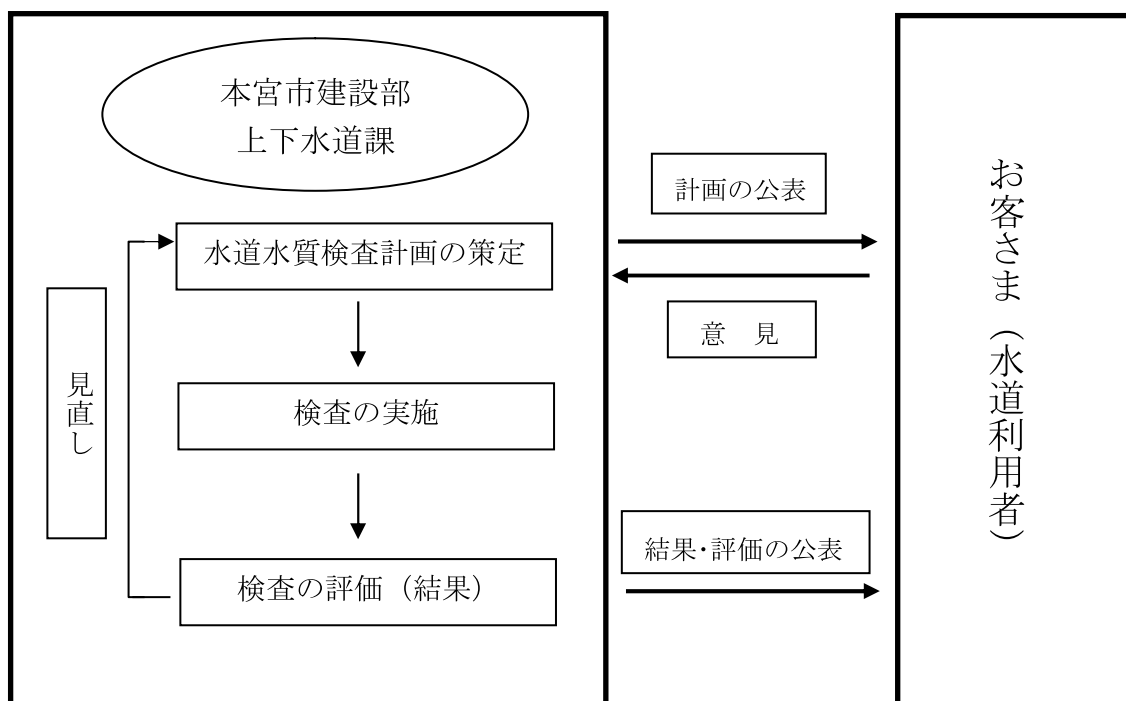 本宮市建設部
上下水道課
計画の公表
水道水質検査計画の策定
意　見
見直し
検査の実施
結果・評価の公表
検査の評価（結果）
お客さま（水道利用者）